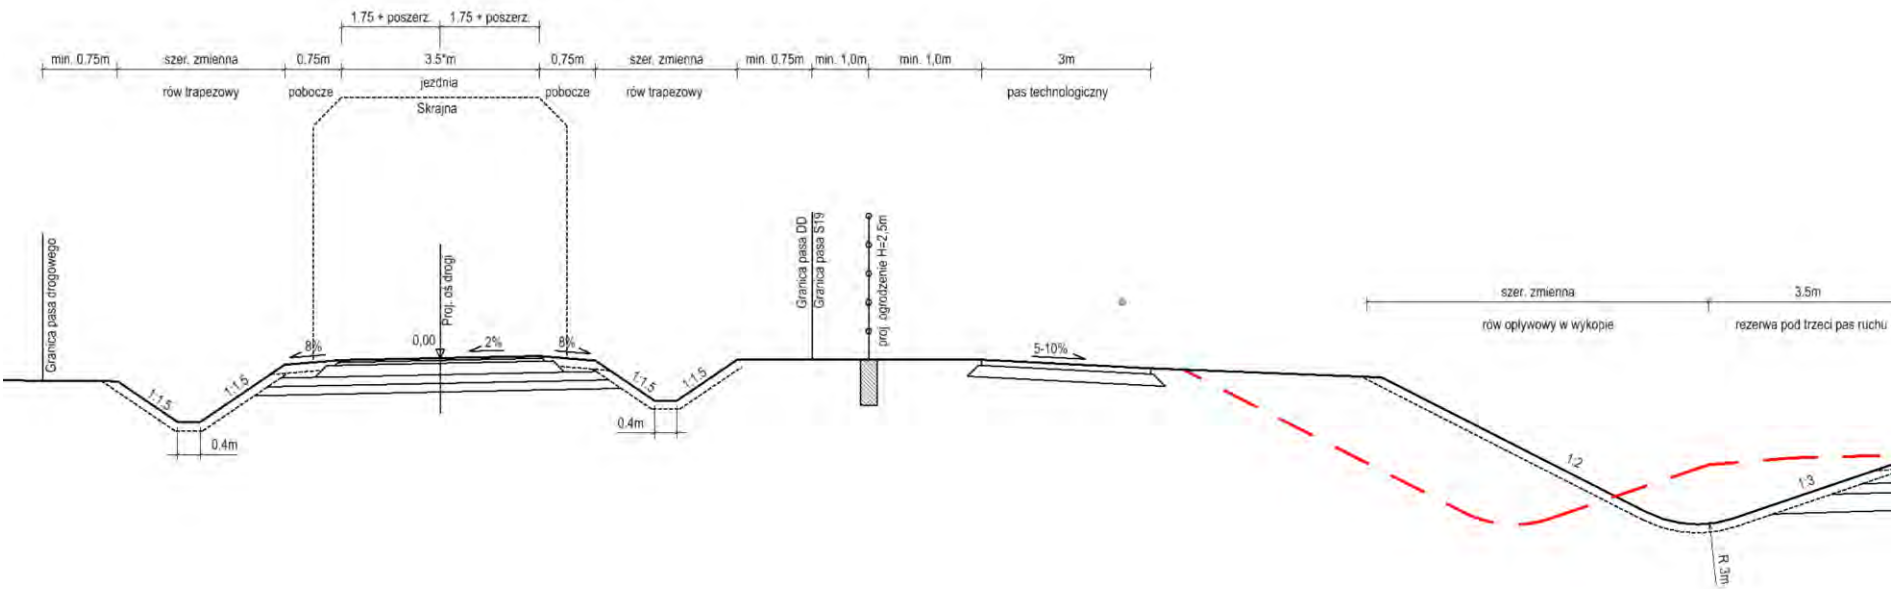 1.75 + poszerz. 1.75 + poszerz.
min. 0.75m szer. zmienna 0.75m 3.5*m 0,75m szer. zmienna min. 0.75m min. 1,0m min. 1,0m 3m
rów trapezowy pobocze jezdnia pobocze rów trapezowy pas technologiczny
Skrajna
Granica pasa drogowego
Proj. oś drogi
Granica pasa DD
Granica pasa S19
proj. ogrodzenie H=2,5m
szer. zmienna 3.5m
rów opływowy w wykopie rezerwa pod trzeci pas ruchu
8% 0,00 2% 8% 5-10%
1:1.5 1:1.5 1:1.5 1:1.5
0.4m 0.4m
1:2
1:3
R 3m